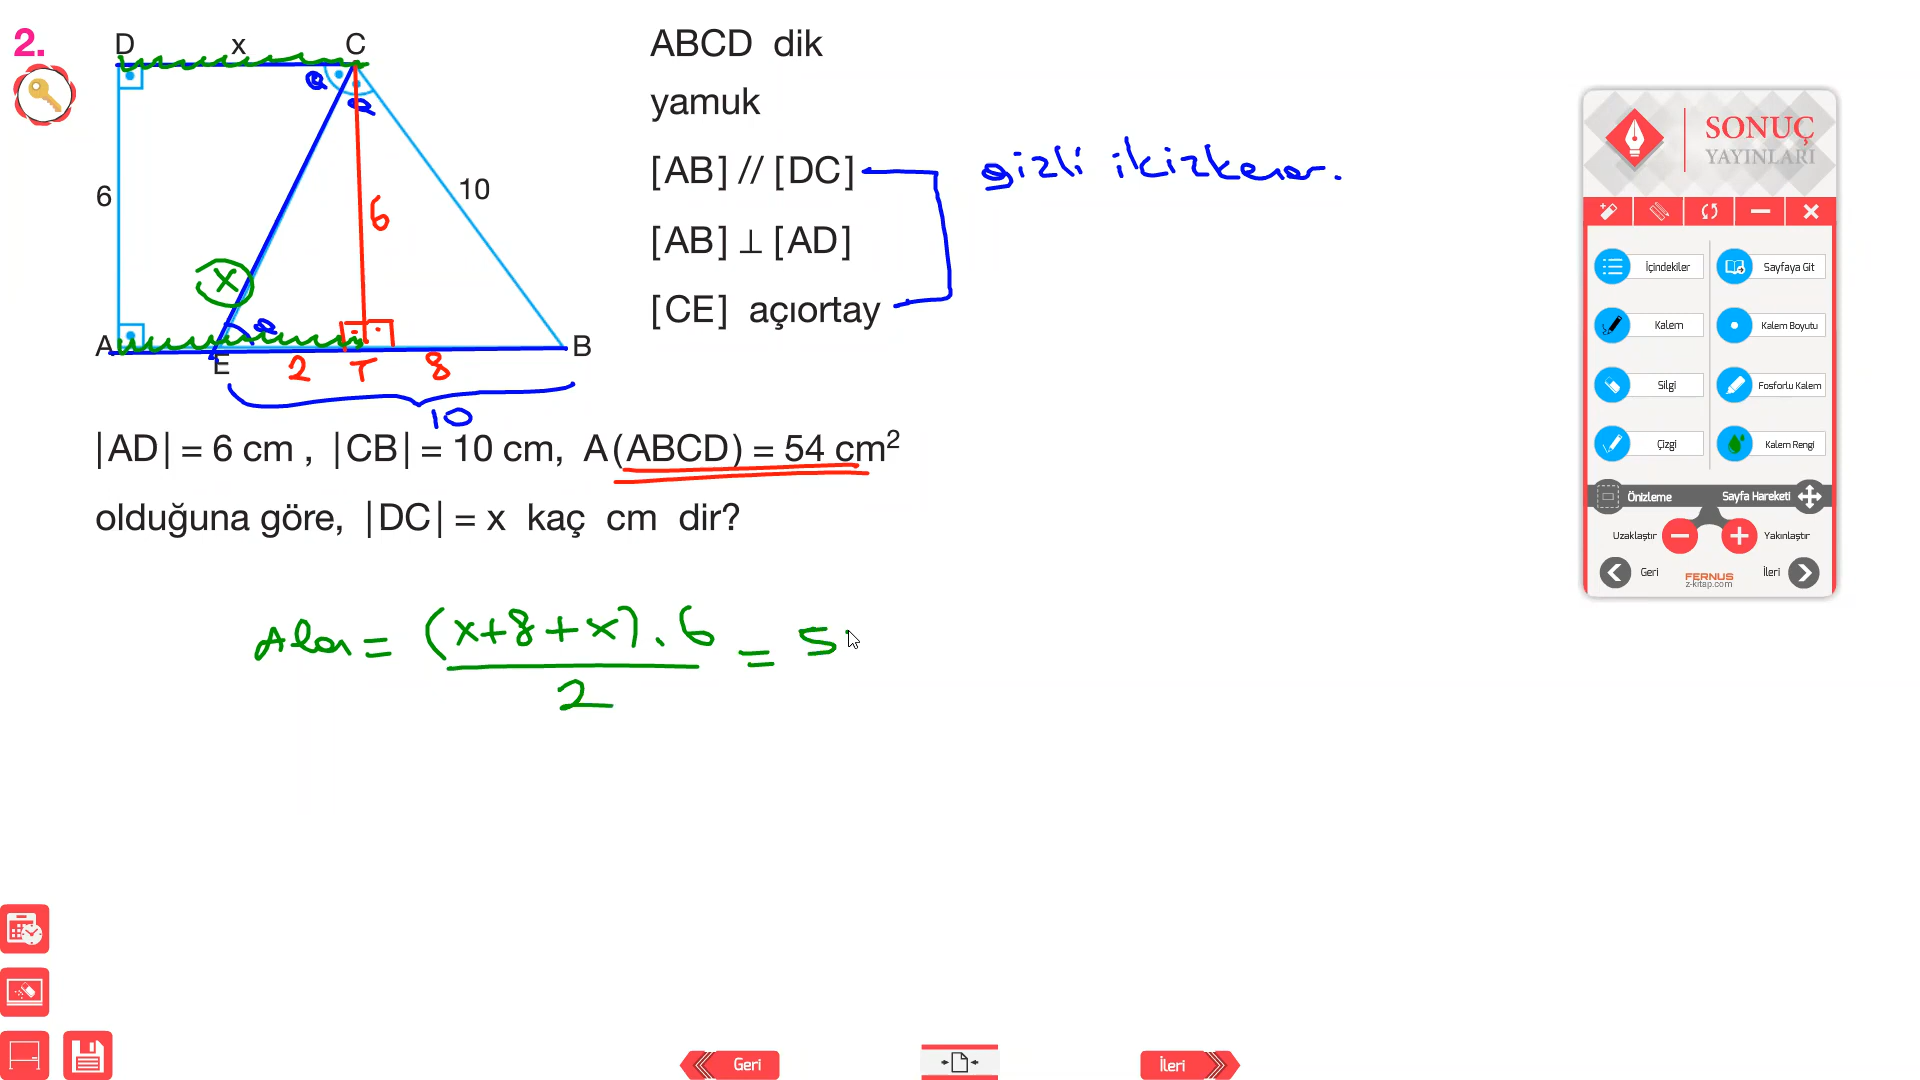 2.
D x C
6
10
6
x
A E 2 T 8 B
10
ABCD dik
yamuk
[AB] // [DC]
gizli ikizkenar.
[AB] ⊥ [AD]
[CE] açıortay
|AD| = 6 cm , |CB| = 10 cm, A(ABCD) = 54 cm²
olduğuna göre, |DC| = x kaç cm dir?
Alan = (x+8+x).6 / 2 = 5
SONUÇ
YAYINLARI
İçindekiler
Sayfaya Git
Kalem
Kalem Boyutu
Silgi
Fosforlu Kalem
Çizgi
Kalem Rengi
Önizleme
Sayfa Hareketi
Uzaklaştır
Yakınlaştır
Geri
FERNUS
z-kitap.com
İleri
Geri
İleri